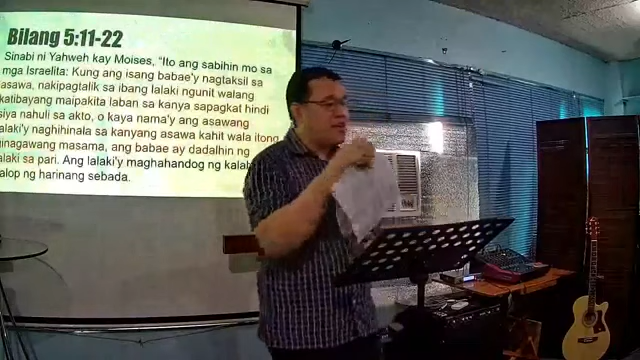 Bilang 5:11-22
Sinabi ni Yahweh kay Moises, "Ito ang sabihin mo sa
mga Israelita: Kung ang isang babae'y nagtaksil sa
asawa, nakipagtalik sa ibang lalaki ngunit walang
katibayang maipakita laban sa kanya sapagkat hindi
siya nahuli sa akto, o kaya nama'y ang asawang
lalaki'y naghihinala sa kanyang asawa kahit wala itong
ginagawang masama, ang babae ay dadalhin ng
lalaki sa pari. Ang lalaki'y maghahandog ng
salop ng harinang sebada.